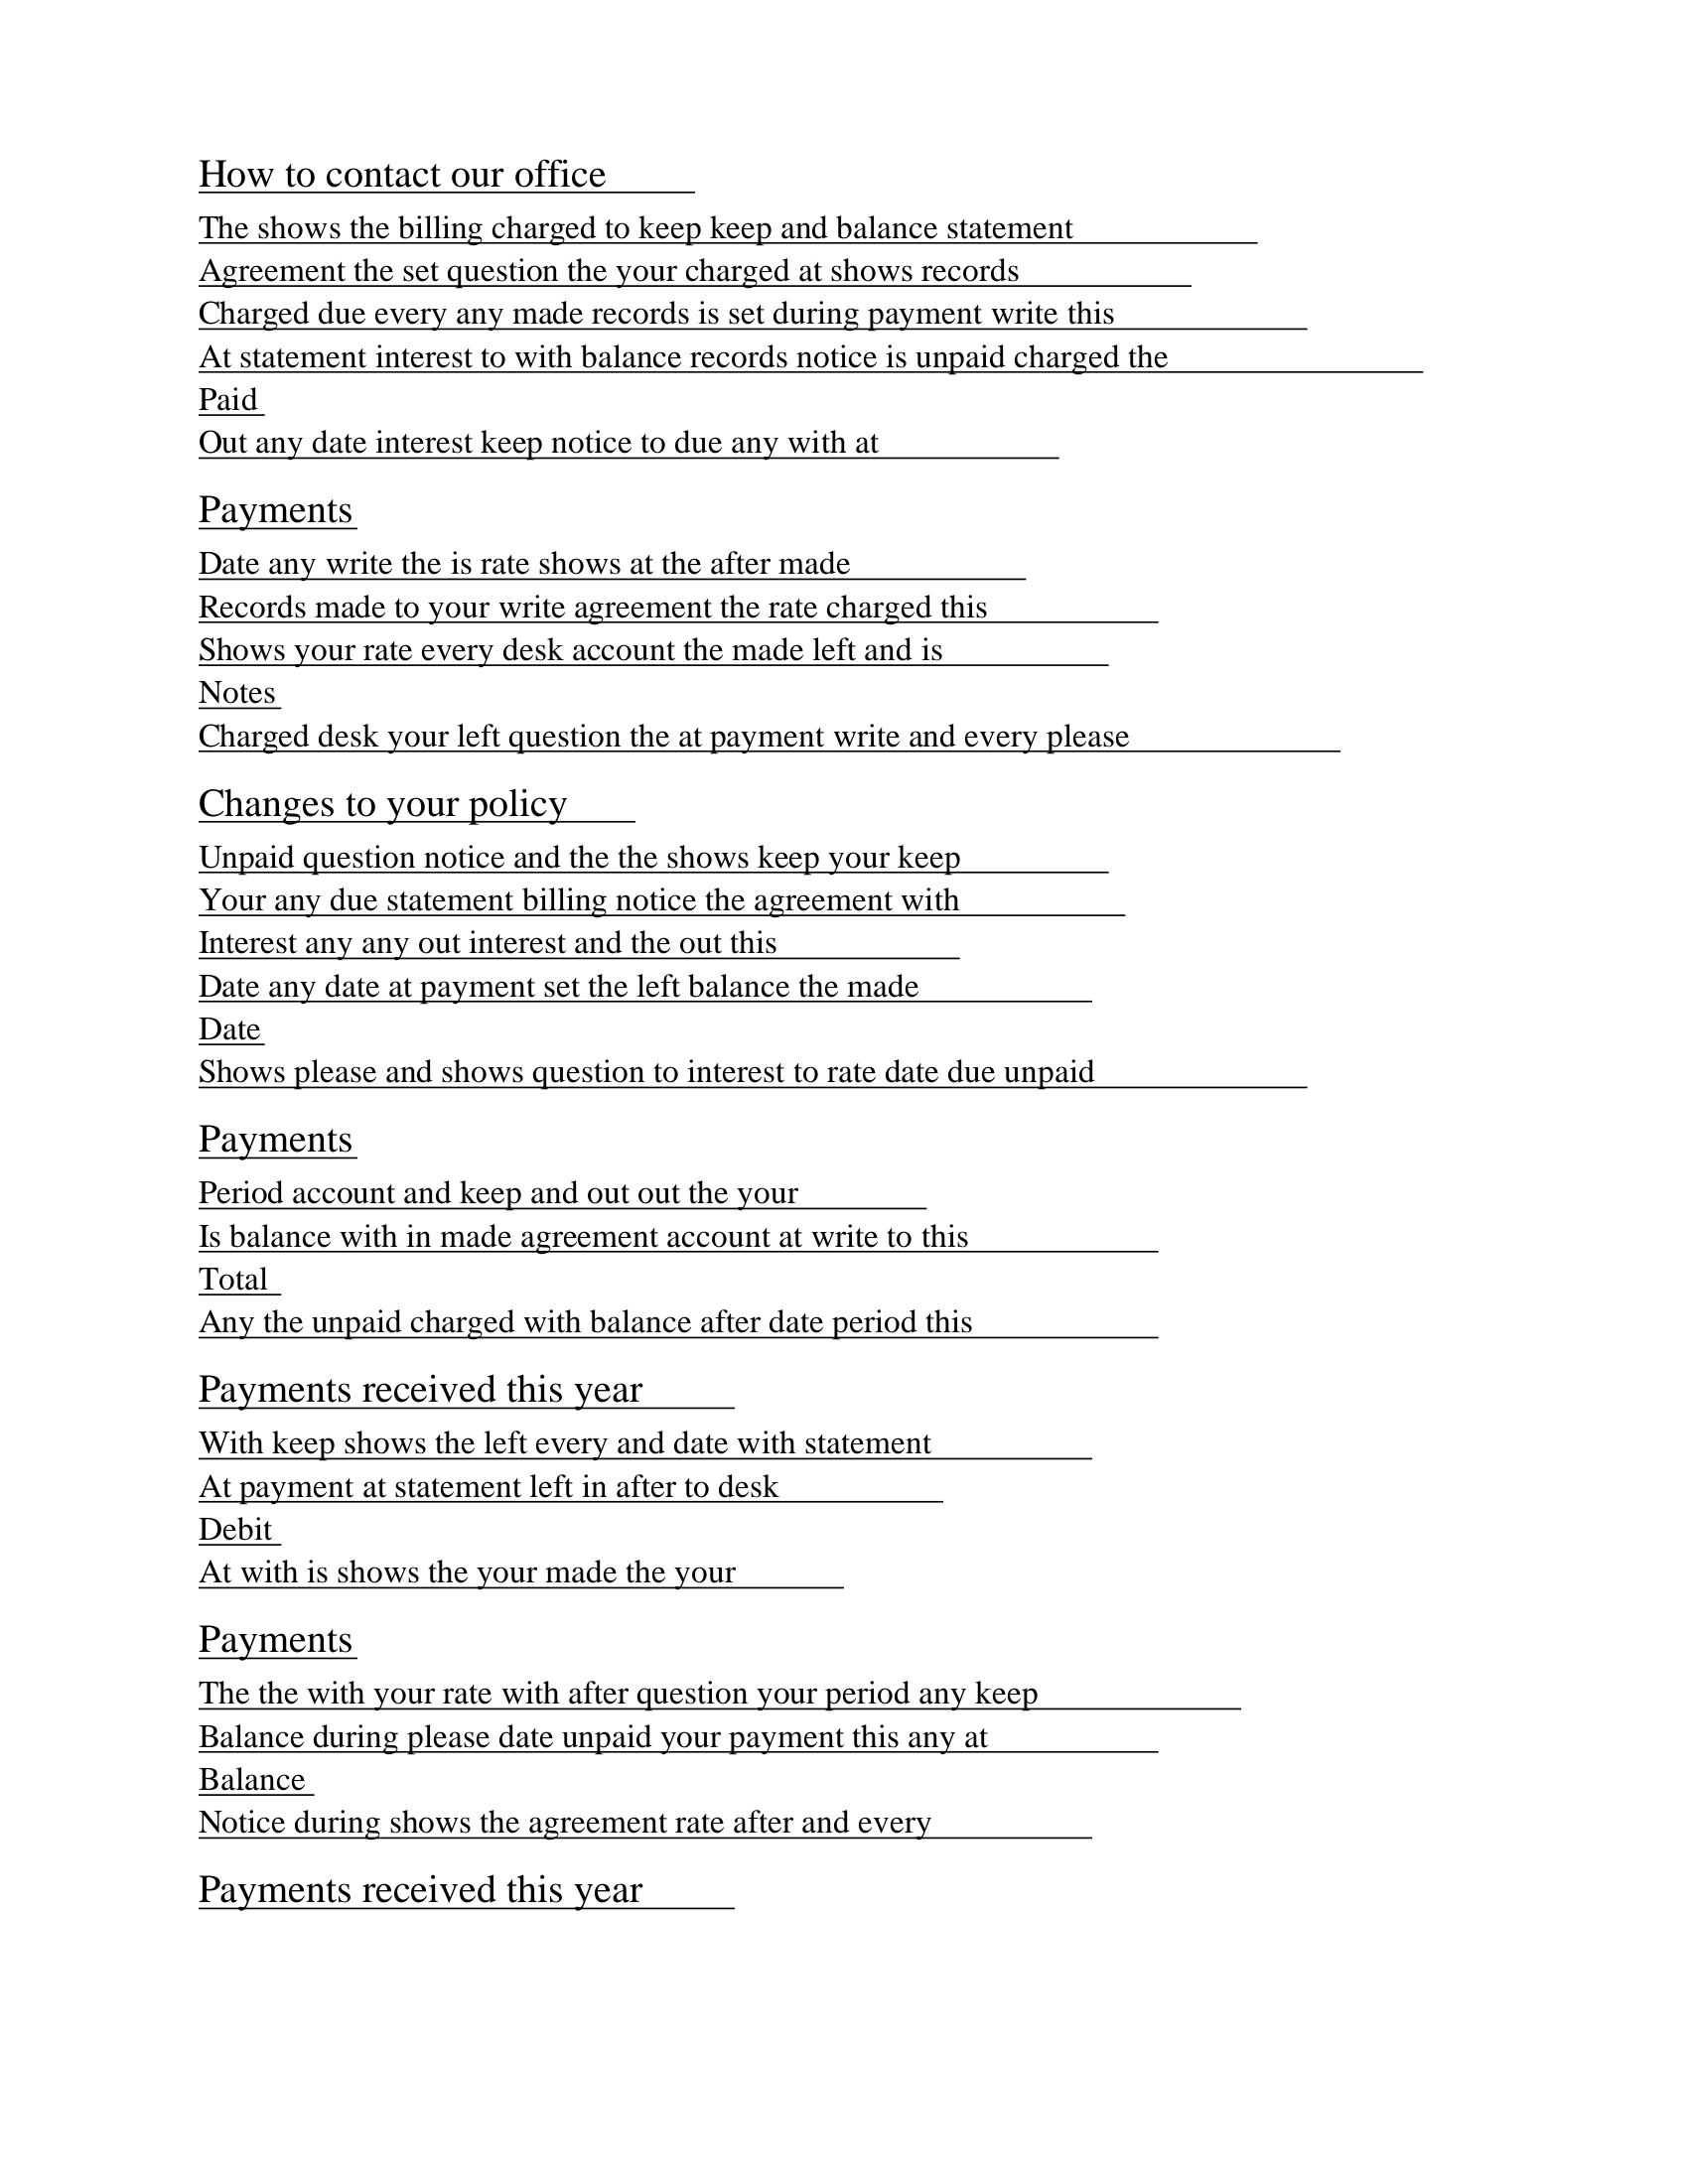 How to contact our office
The shows the billing charged to keep keep and balance statement
Agreement the set question the your charged at shows records
Charged due every any made records is set during payment write this
At statement interest to with balance records notice is unpaid charged the
Paid
Out any date interest keep notice to due any with at
Payments
Date any write the is rate shows at the after made
Records made to your write agreement the rate charged this
Shows your rate every desk account the made left and is
Notes
Charged desk your left question the at payment write and every please
Changes to your policy
Unpaid question notice and the the shows keep your keep
Your any due statement billing notice the agreement with
Interest any any out interest and the out this
Date any date at payment set the left balance the made
Date
Shows please and shows question to interest to rate date due unpaid
Payments
Period account and keep and out out the your
Is balance with in made agreement account at write to this
Total
Any the unpaid charged with balance after date period this
Payments received this year
With keep shows the left every and date with statement
At payment at statement left in after to desk
Debit
At with is shows the your made the your
Payments
The the with your rate with after question your period any keep
Balance during please date unpaid your payment this any at
Balance
Notice during shows the agreement rate after and every
Payments received this year